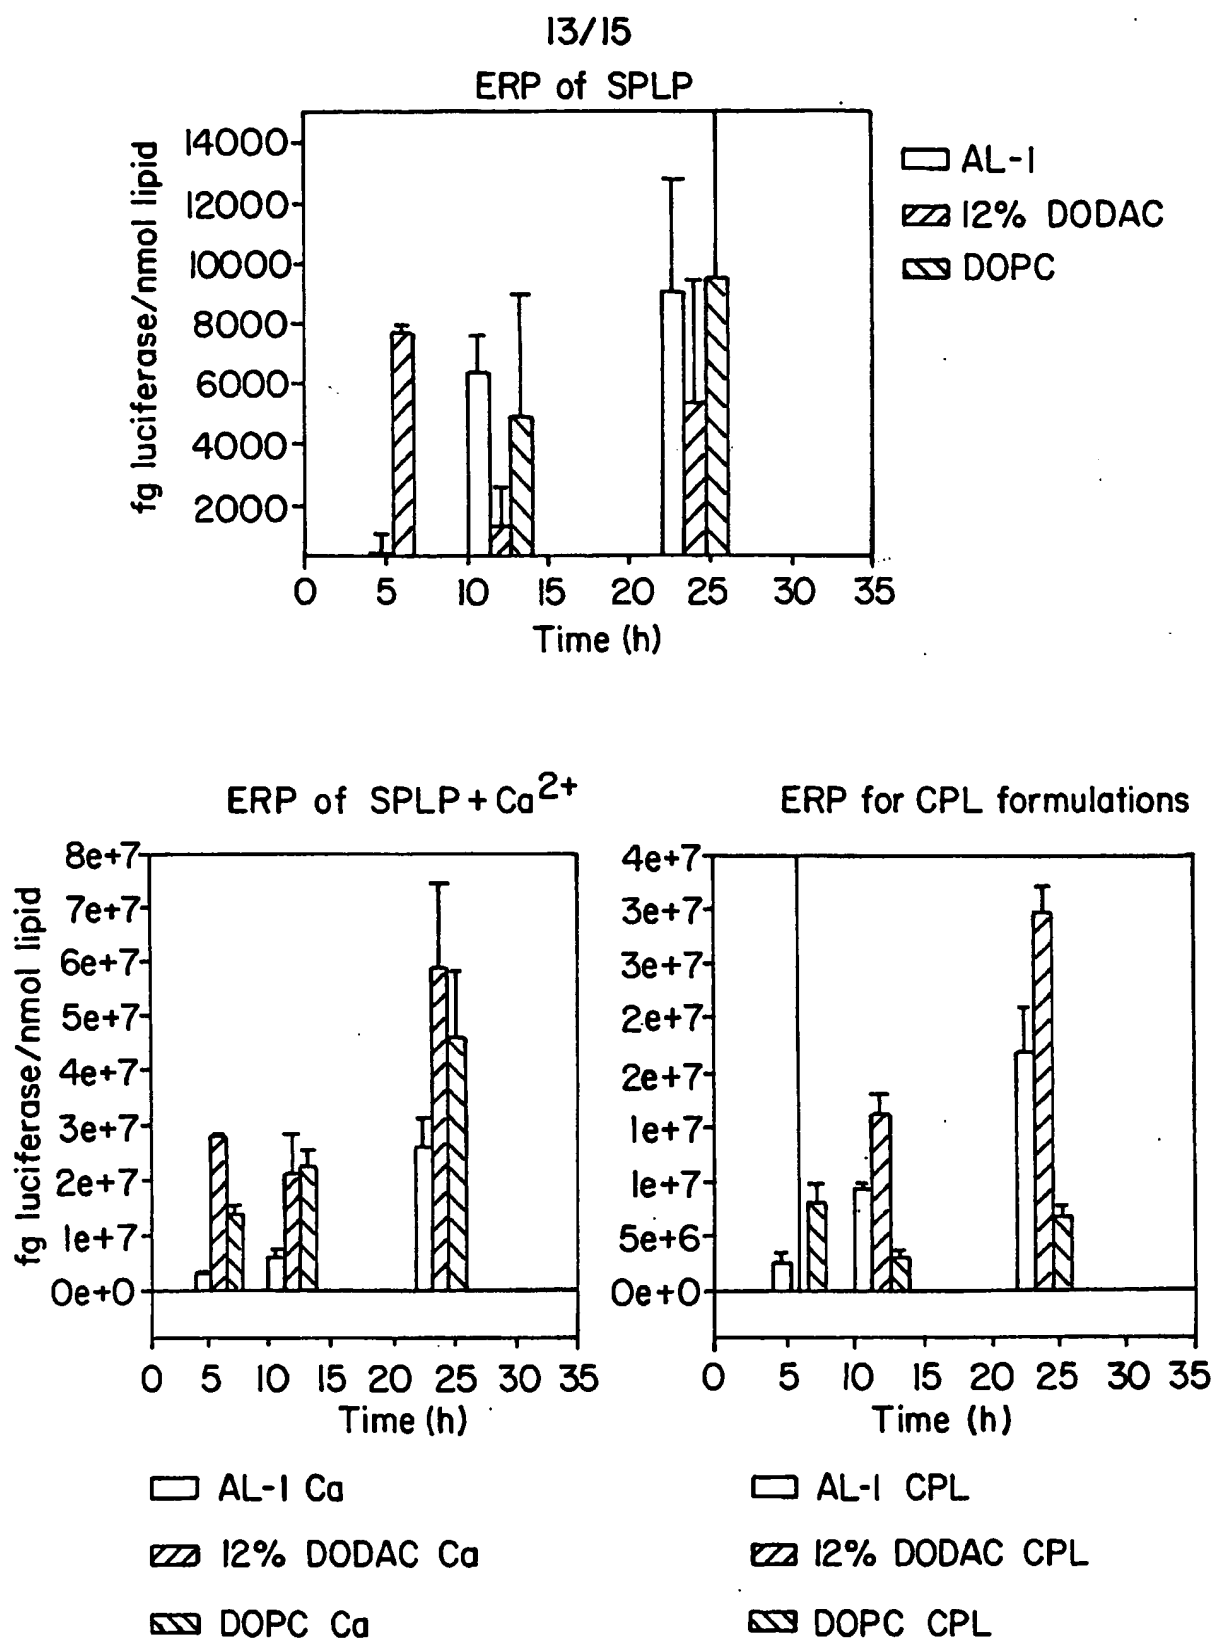 13/15
ERP of SPLP
fg luciferase/nmol lipid
14000
12000
10000
8000
6000
4000
2000
0 5 10 15 20 25 30 35
Time (h)
AL-1
12% DODAC
DOPC
ERP of SPLP + Ca2+
fg luciferase/nmol lipid
8e+7
7e+7
6e+7
5e+7
4e+7
3e+7
2e+7
1e+7
0e+0
0 5 10 15 20 25 30 35
Time (h)
AL-1 Ca
12% DODAC Ca
DOPC Ca
ERP for CPL formulations
4e+7
3e+7
3e+7
2e+7
2e+7
1e+7
1e+7
5e+6
0e+0
0 5 10 15 20 25 30 35
Time (h)
AL-1 CPL
12% DODAC CPL
DOPC CPL